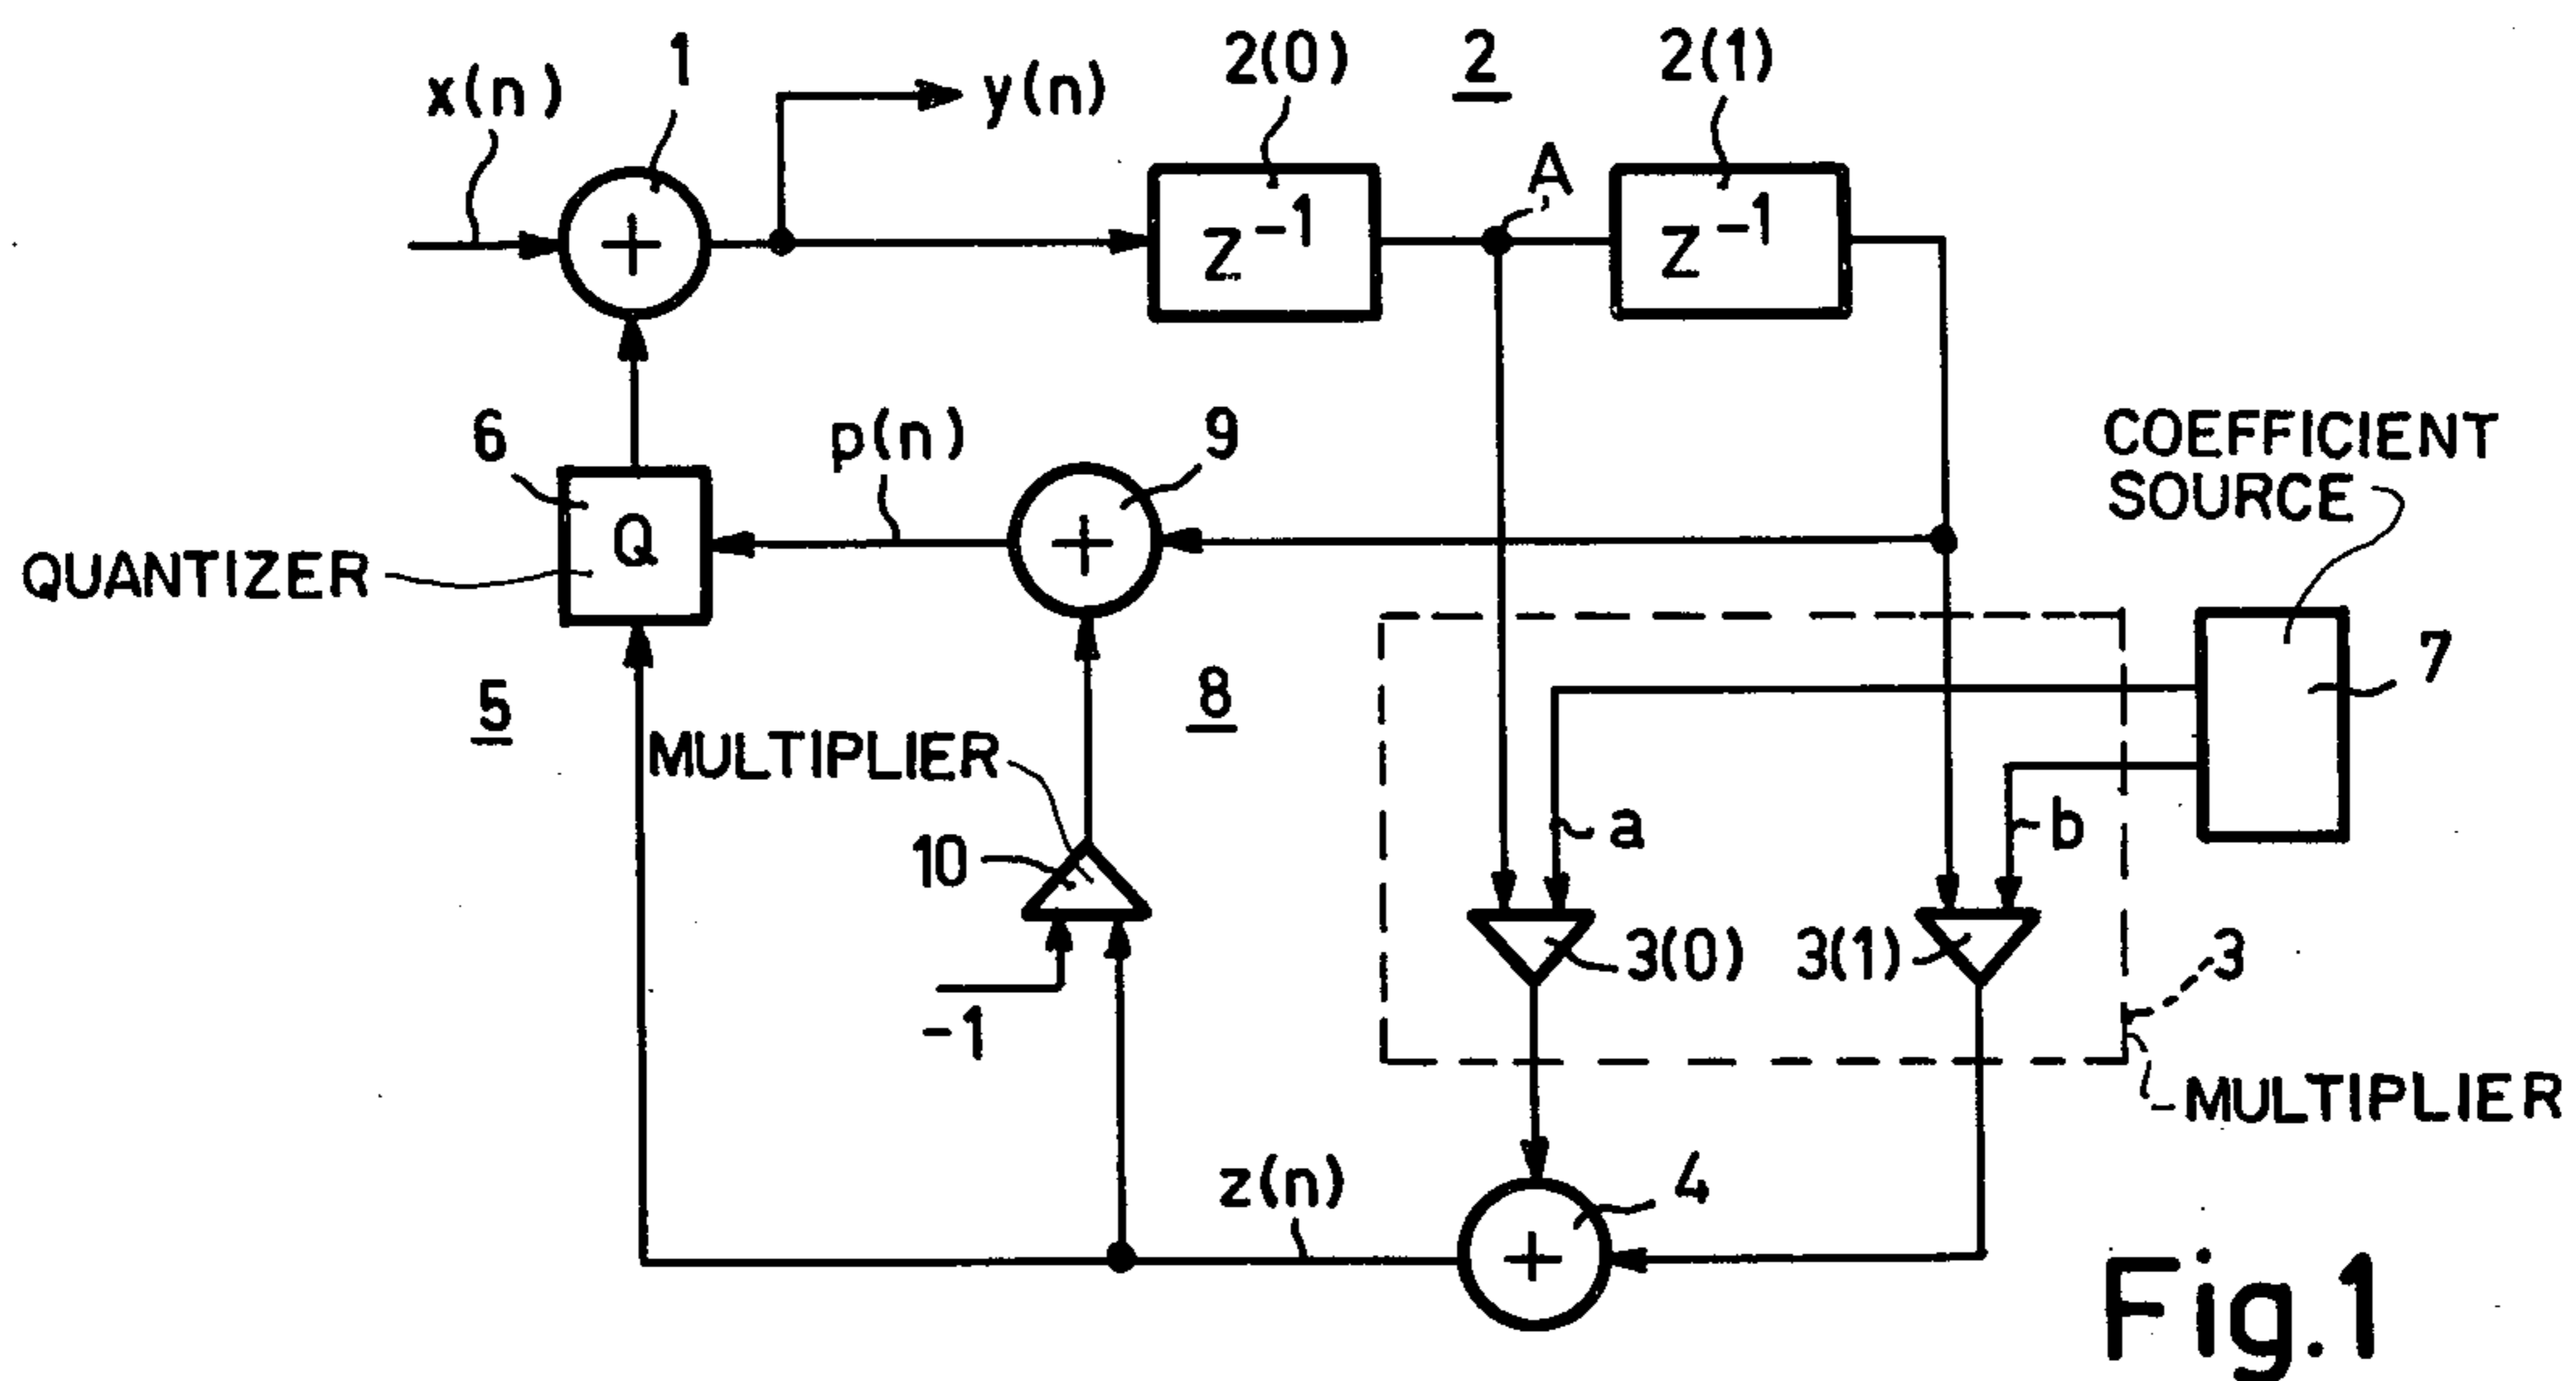 1
2(0)
2
2(1)
x(n)
y(n)
A
+
z⁻¹
z⁻¹
6
p(n)
9
COEFFICIENT
SOURCE
Q
+
QUANTIZER
7
5
8
MULTIPLIER
a
b
10
3(0)
3(1)
3
-1
MULTIPLIER
z(n)
4
+
Fig.1